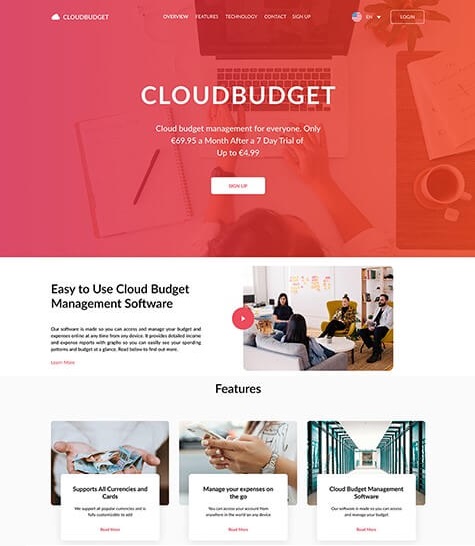 CLOUDBUDGET
OVERVIEW FEATURES TECHNOLOGY CONTACT SIGN UP
EN
LOGIN
CLOUDBUDGET
Cloud budget management for everyone. Only
€69.95 a Month After a 7 Day Trial of
Up to €4.99
SIGN UP
Easy to Use Cloud Budget
Management Software
Our software is made so you can access and manage your budget and
expenses online at any time from any device. It provides detailed income
and expense reports with graphs so you can easily see your spending
patterns and budget at a glance. Read below to find out more.
Learn More
Features
Supports All Currencies and
Cards
We support all popular currencies and is
fully customizable to add
Read More
Manage your expenses on
the go
You can access your account from
anywhere in the world on any device
Read More
Cloud Budget Management
Software
Our software is made so you can access
and manage your budget.
Read More